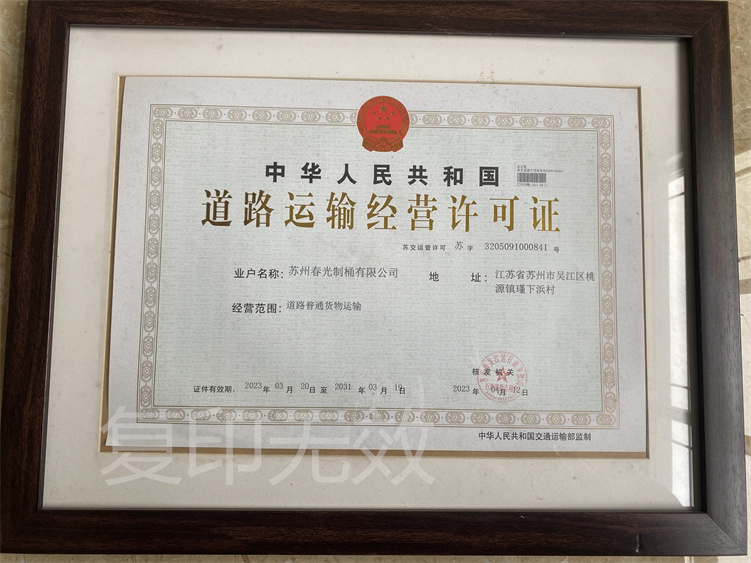 中华人民共和国
道路运输经营许可证
苏交运管许可 苏 字 3205091000841 号
业户名称：苏州春光制桶有限公司
地 址：江苏省苏州市吴江区桃
源镇瑾下浜村
经营范围：道路普通货物运输
核发机关
证件有效期。2023 年 03 月 20 日 至 2031 年 03 月 19 日
2023 年 月 12 日
中华人民共和国交通运输部监制
复印无效